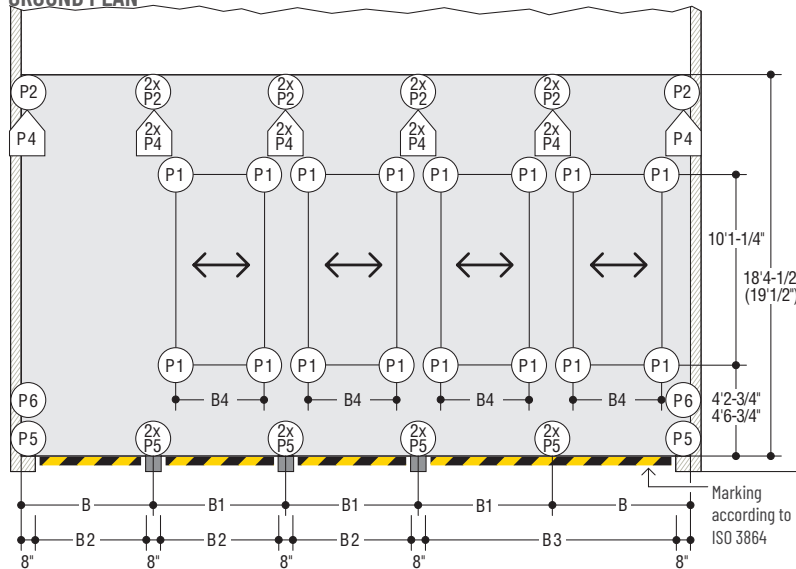 GROUND PLAN
P2 2x P2 2x P2 2x P2 2x P2 P2
P4 2x P4 2x P4 2x P4 2x P4 P4
P1 P1 P1 P1 P1 P1 P1 P1
10'1-1/4"
18'4-1/2
(19'1/2")
P1 P1 P1 P1 P1 P1 P1 P1
B4 B4 B4 B4
P6 P6
4'2-3/4"
4'6-3/4"
P5 2x P5 2x P5 2x P5 2x P5 P5
B B1 B1 B1 B
B2 B2 B2 B3
8" 8" 8" 8" 8"
Marking
according to
ISO 3864